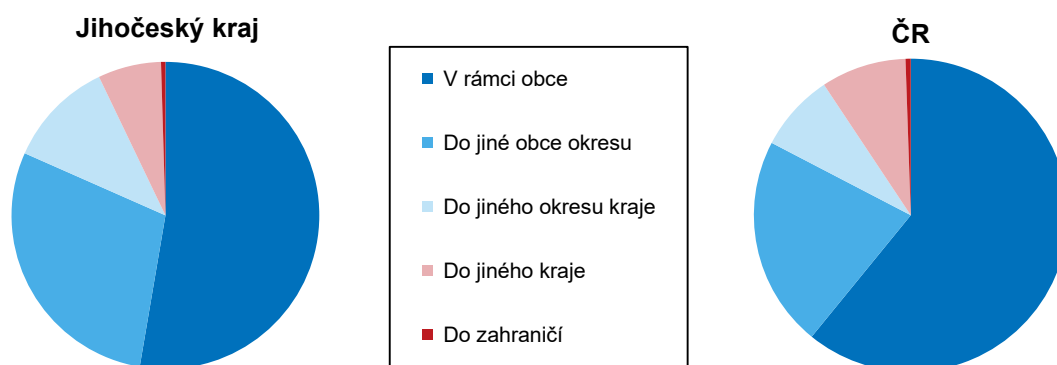 Jihočeský kraj
ČR
V rámci obce
Do jiné obce okresu
Do jiného okresu kraje
Do jiného kraje
Do zahraničí